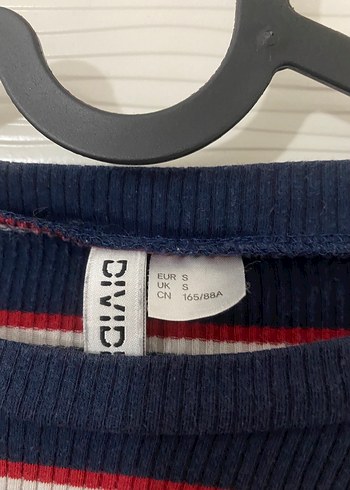 DIVID
EUR S
UK S
CN 165/88A